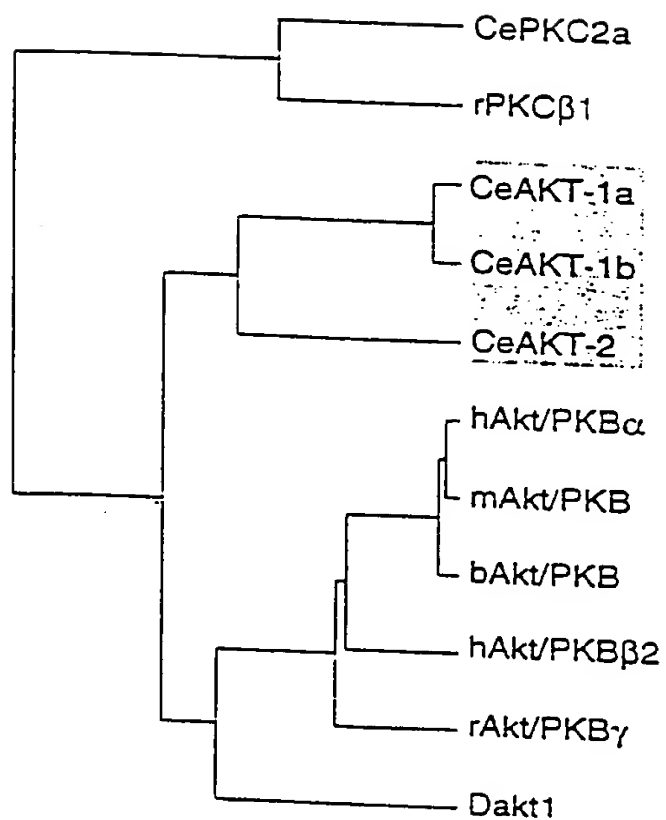 CePKC2a
rPKCβ1
CeAKT-1a
CeAKT-1b
CeAKT-2
hAkt/PKBα
mAkt/PKB
bAkt/PKB
hAkt/PKBβ2
rAkt/PKBγ
Dakt1